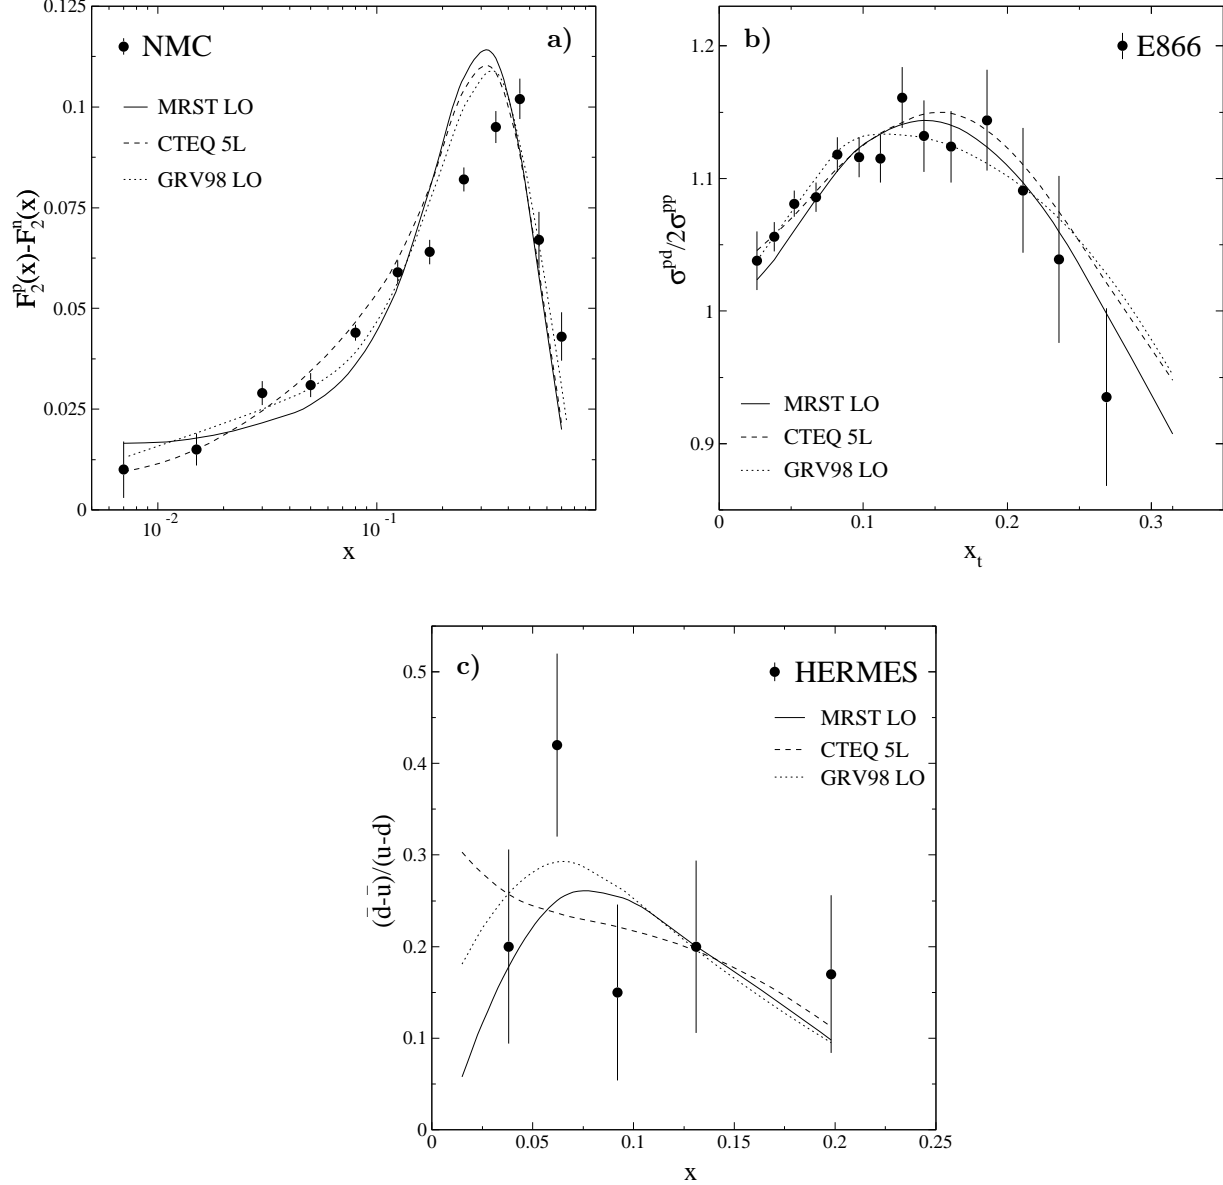 a)
NMC
MRST LO
CTEQ 5L
GRV98 LO
F₂ᵖ(x)-F₂ⁿ(x)
0.125
0.1
0.075
0.05
0.025
0
10⁻²
10⁻¹
x
b)
E866
σᵖᵈ/2σᵖᵖ
1.2
1.1
1
0.9
MRST LO
CTEQ 5L
GRV98 LO
0
0.1
0.2
0.3
xₜ
c)
HERMES
MRST LO
CTEQ 5L
GRV98 LO
(d̄-ū)/(u-d)
0.5
0.4
0.3
0.2
0.1
0
0
0.05
0.1
0.15
0.2
0.25
x